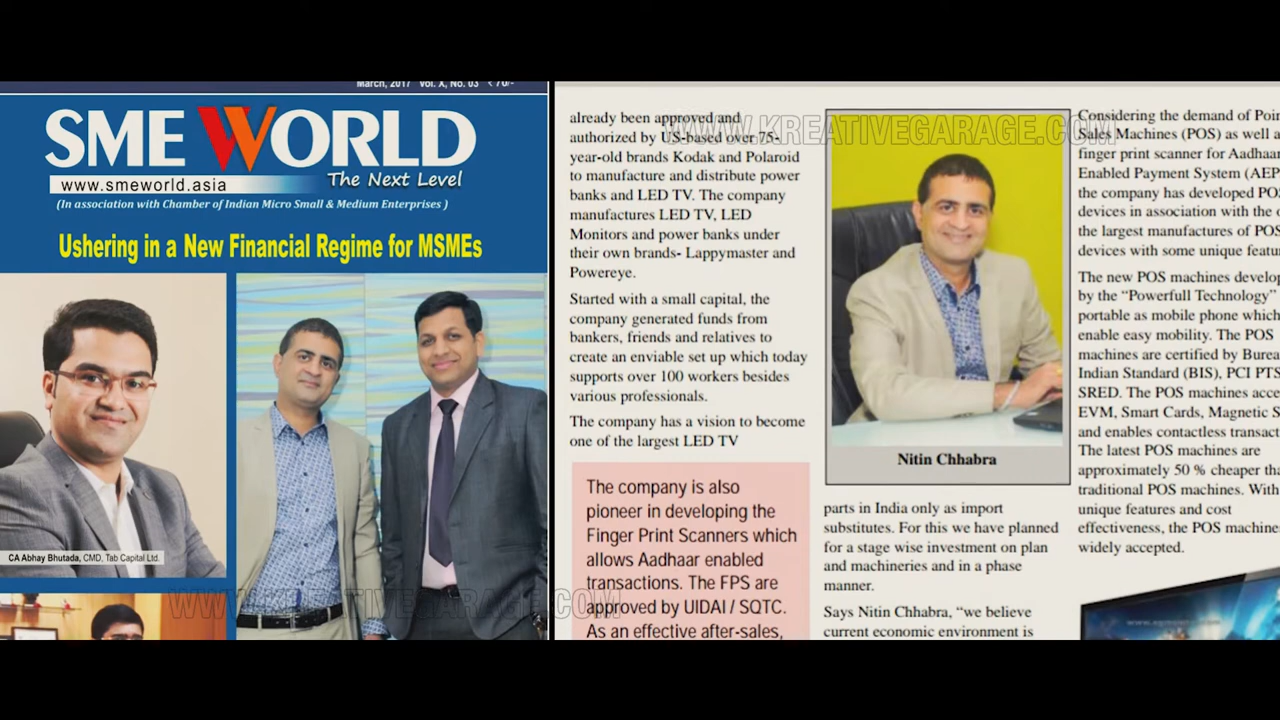 March, 2017 Vol. X, No. 03 ₹ 70/-
SME WORLD
www.smeworld.asia
The Next Level
(In association with Chamber of Indian Micro Small & Medium Enterprises )
Ushering in a New Financial Regime for MSMEs
CA Abhay Bhutada, CMD, Tab Capital Ltd.
WWW.KREATIVEGARAGE.COM
already been approved and
authorized by US-based over 75-
year-old brands Kodak and Polaroid
to manufacture and distribute power
banks and LED TV. The company
manufactures LED TV, LED
Monitors and power banks under
their own brands- Lappymaster and
Powereye.
Started with a small capital, the
company generated funds from
bankers, friends and relatives to
create an enviable set up which today
supports over 100 workers besides
various professionals.
The company has a vision to become
one of the largest LED TV
The company is also
pioneer in developing the
Finger Print Scanners which
allows Aadhaar enabled
transactions. The FPS are
approved by UIDAI / SQTC.
As an effective after-sales,
WWW.KREATIVEGARAGE.COM
Nitin Chhabra
parts in India only as import
substitutes. For this we have planned
for a stage wise investment on plan
and machineries and in a phase
manner.
Says Nitin Chhabra, “we believe
current economic environment is
Considering the demand of Poin
Sales Machines (POS) as well a
finger print scanner for Aadhaa
Enabled Payment System (AEP
the company has developed PO
devices in association with the o
the largest manufactures of POS
devices with some unique featu
The new POS machines develop
by the “Powerfull Technology”
portable as mobile phone which
enable easy mobility. The POS
machines are certified by Burea
Indian Standard (BIS), PCI PTS
SRED. The POS machines acce
EVM, Smart Cards, Magnetic S
and enables contactless transact
The latest POS machines are
approximately 50 % cheaper tha
traditional POS machines. With
unique features and cost
effectiveness, the POS machine
widely accepted.